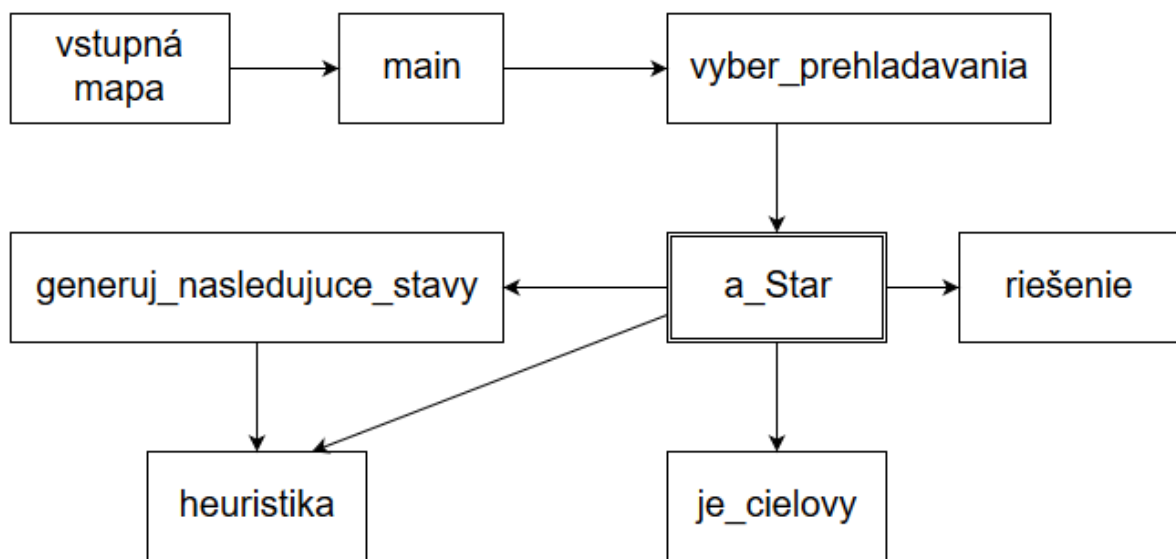 vstupná
mapa
main
vyber_prehladavania
generuj_nasledujuce_stavy
a_Star
riešenie
heuristika
je_cielovy